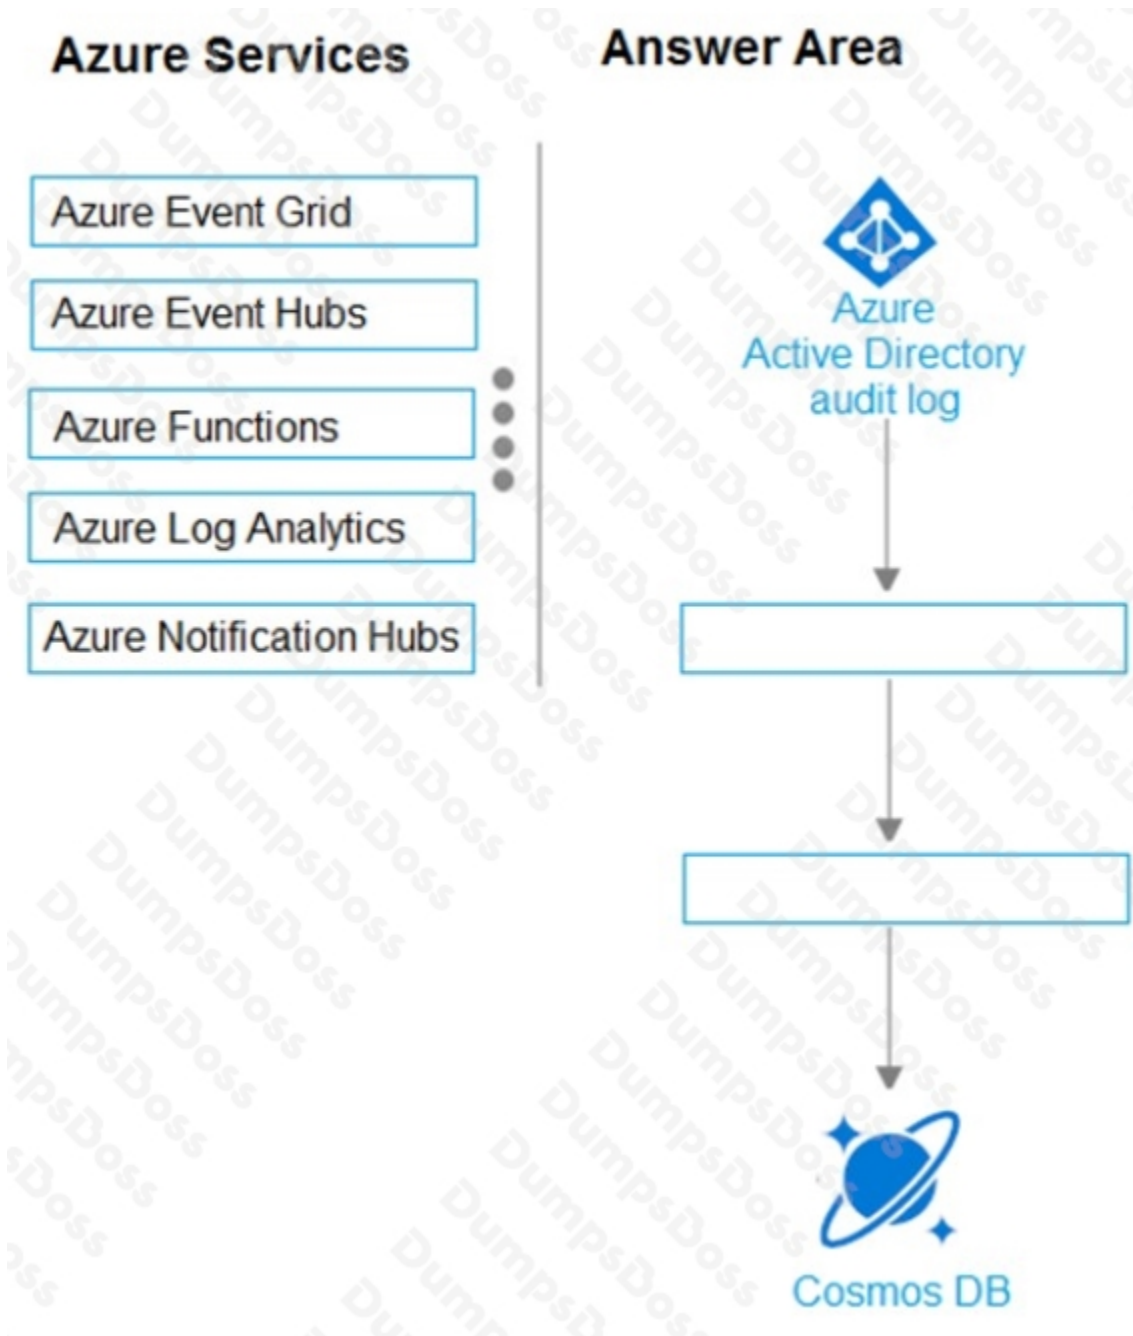 Azure Services
Answer Area
Azure Event Grid
Azure Event Hubs
Azure Functions
Azure Log Analytics
Azure Notification Hubs
Azure
Active Directory
audit log
Cosmos DB
DumpsDoss